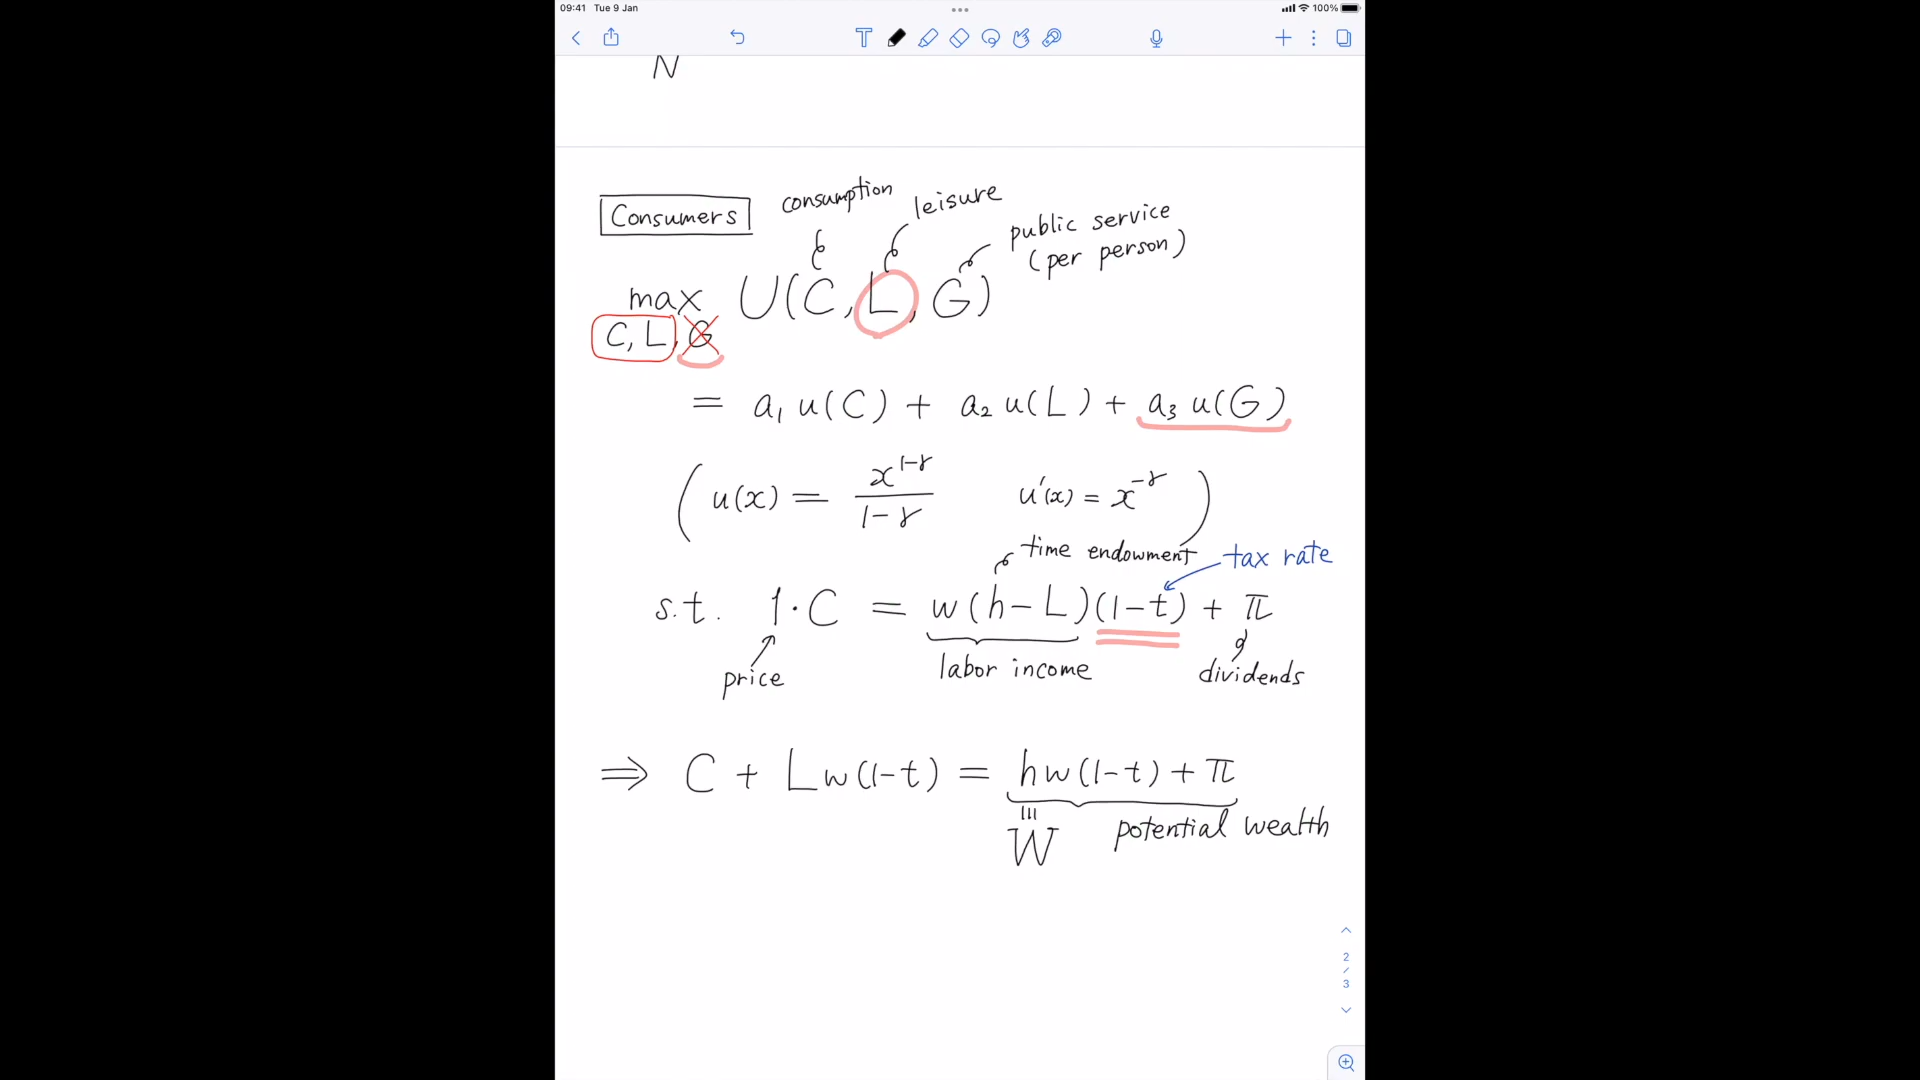 09:41 Tue 9 Jan 100%
T
N
Consumers
consumption
leisure
public service
(per person)
max U(C, L, G)
C, L, G
= a₁ u(C) + a₂ u(L) + a₃ u(G)
( u(x) = x^{1-γ} / 1-γ   u'(x) = x^{-γ} )
time endowment
tax rate
s.t. 1·C = w(h-L)(1-t) + π
price
labor income
dividends
⇒ C + Lw(1-t) = hw(1-t) + π
≡
W
potential wealth
2
/
3